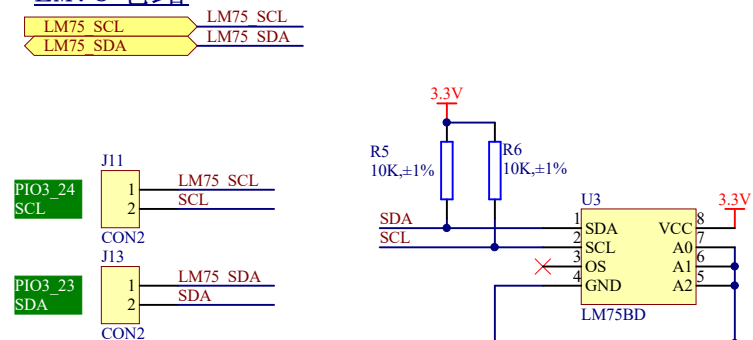 LM75_SCL
LM75_SCL
LM75_SDA
LM75_SDA
3.3V
R5
10K,±1%
R6
10K,±1%
J11
PIO3_24
SCL
1
LM75_SCL
2
SCL
CON2
J13
PIO3_23
SDA
1
LM75_SDA
2
SDA
CON2
U3
3.3V
SDA
1
SDA
VCC
8
SCL
2
SCL
A0
7
3
OS
A1
6
4
GND
A2
5
LM75BD